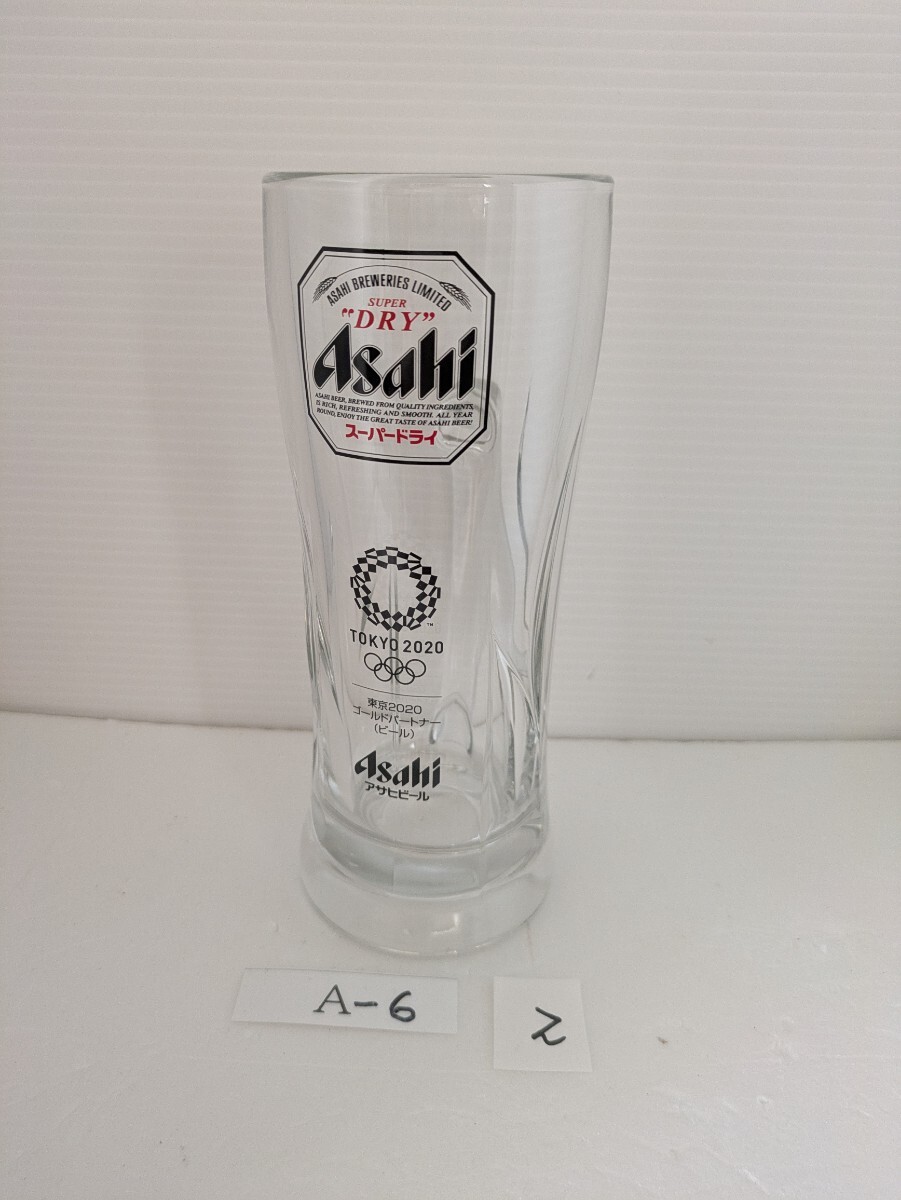 ASAHI BREWERIES LIMITED
SUPER
"DRY"
Asahi
ASAHI BEER, BREWED FROM QUALITY INGREDIENTS,
IS RICH, REFRESHING AND SMOOTH. ALL YEAR
ROUND, ENJOY THE GREAT TASTE OF ASAHI BEER!
スーパードライ
TM
TOKYO 2020
東京2020
ゴールドパートナー
(ビール)
Asahi
アサヒビール
A-6
2